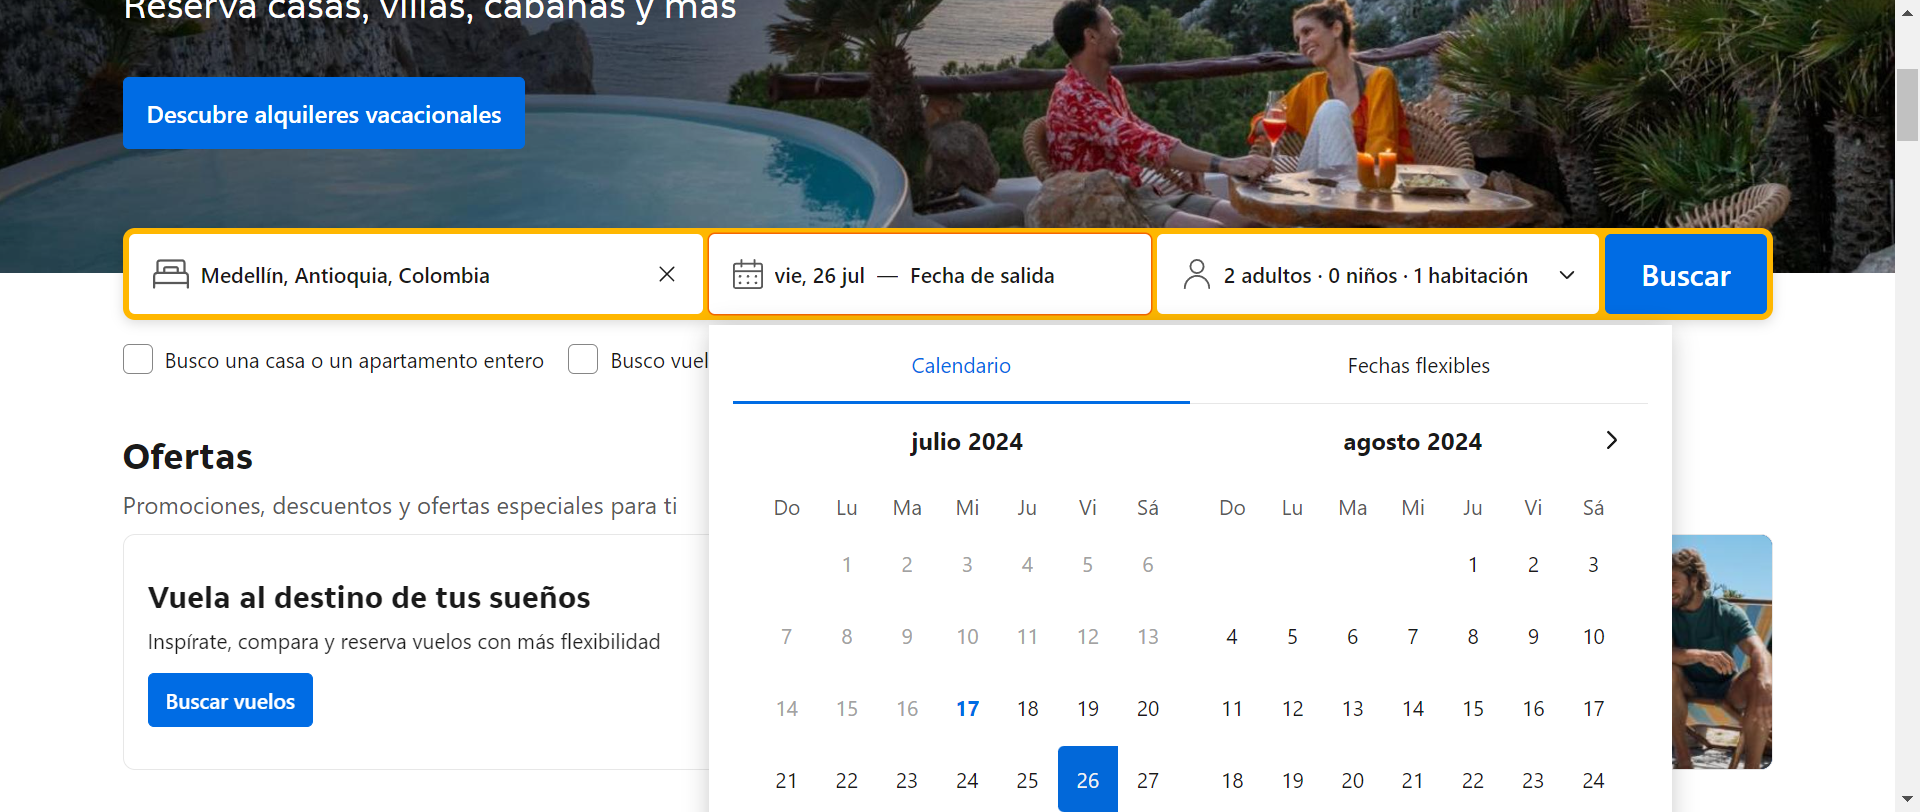 Reserva casas, villas, cabañas y más
Descubre alquileres vacacionales
Medellín, Antioquia, Colombia
vie, 26 jul — Fecha de salida
2 adultos · 0 niños · 1 habitación
Buscar
Busco una casa o un apartamento entero
Busco
Calendario
Fechas flexibles
Ofertas
Promociones, descuentos y ofertas especiales para ti
Vuela al destino de tus sueños
Inspírate, compara y reserva vuelos con más flexibilidad
Buscar vuelos
julio 2024
Do Lu Ma Mi Ju Vi Sá
1 2 3 4 5 6
7 8 9 10 11 12 13
14 15 16 17 18 19 20
21 22 23 24 25 26 27
agosto 2024
Do Lu Ma Mi Ju Vi Sá
1 2 3
4 5 6 7 8 9 10
11 12 13 14 15 16 17
18 19 20 21 22 23 24